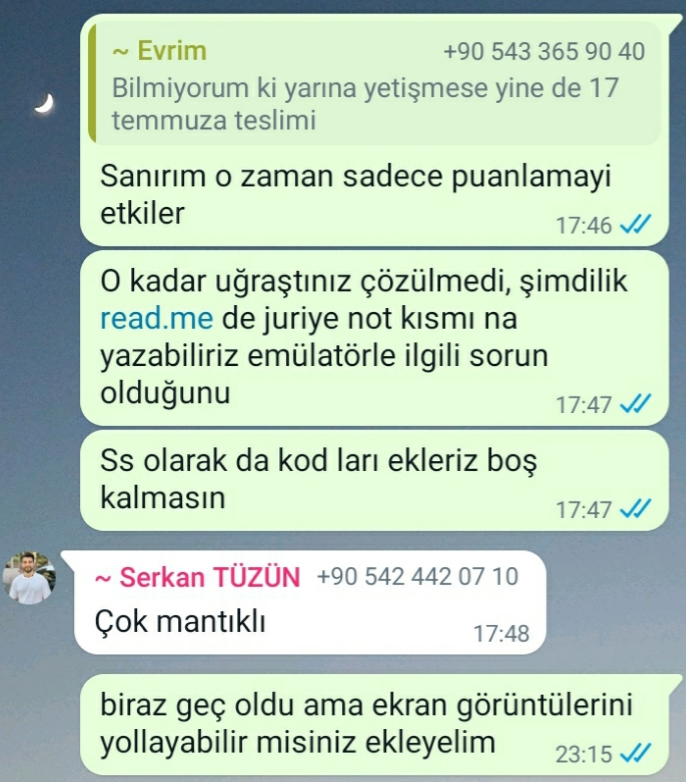 ~ Evrim +90 543 365 90 40
Bilmiyorum ki yarına yetişmese yine de 17
temmuza teslimi
Sanırım o zaman sadece puanlamayi
etkiler
17:46
O kadar uğraştınız çözülmedi, şimdilik
read.me de juriye not kısmı na
yazabiliriz emülatörle ilgili sorun
olduğunu
17:47
Ss olarak da kod ları ekleriz boş
kalmasın
17:47
~ Serkan TÜZÜN +90 542 442 07 10
Çok mantıklı
17:48
biraz geç oldu ama ekran görüntülerini
yollayabilir misiniz ekleyelim
23:15